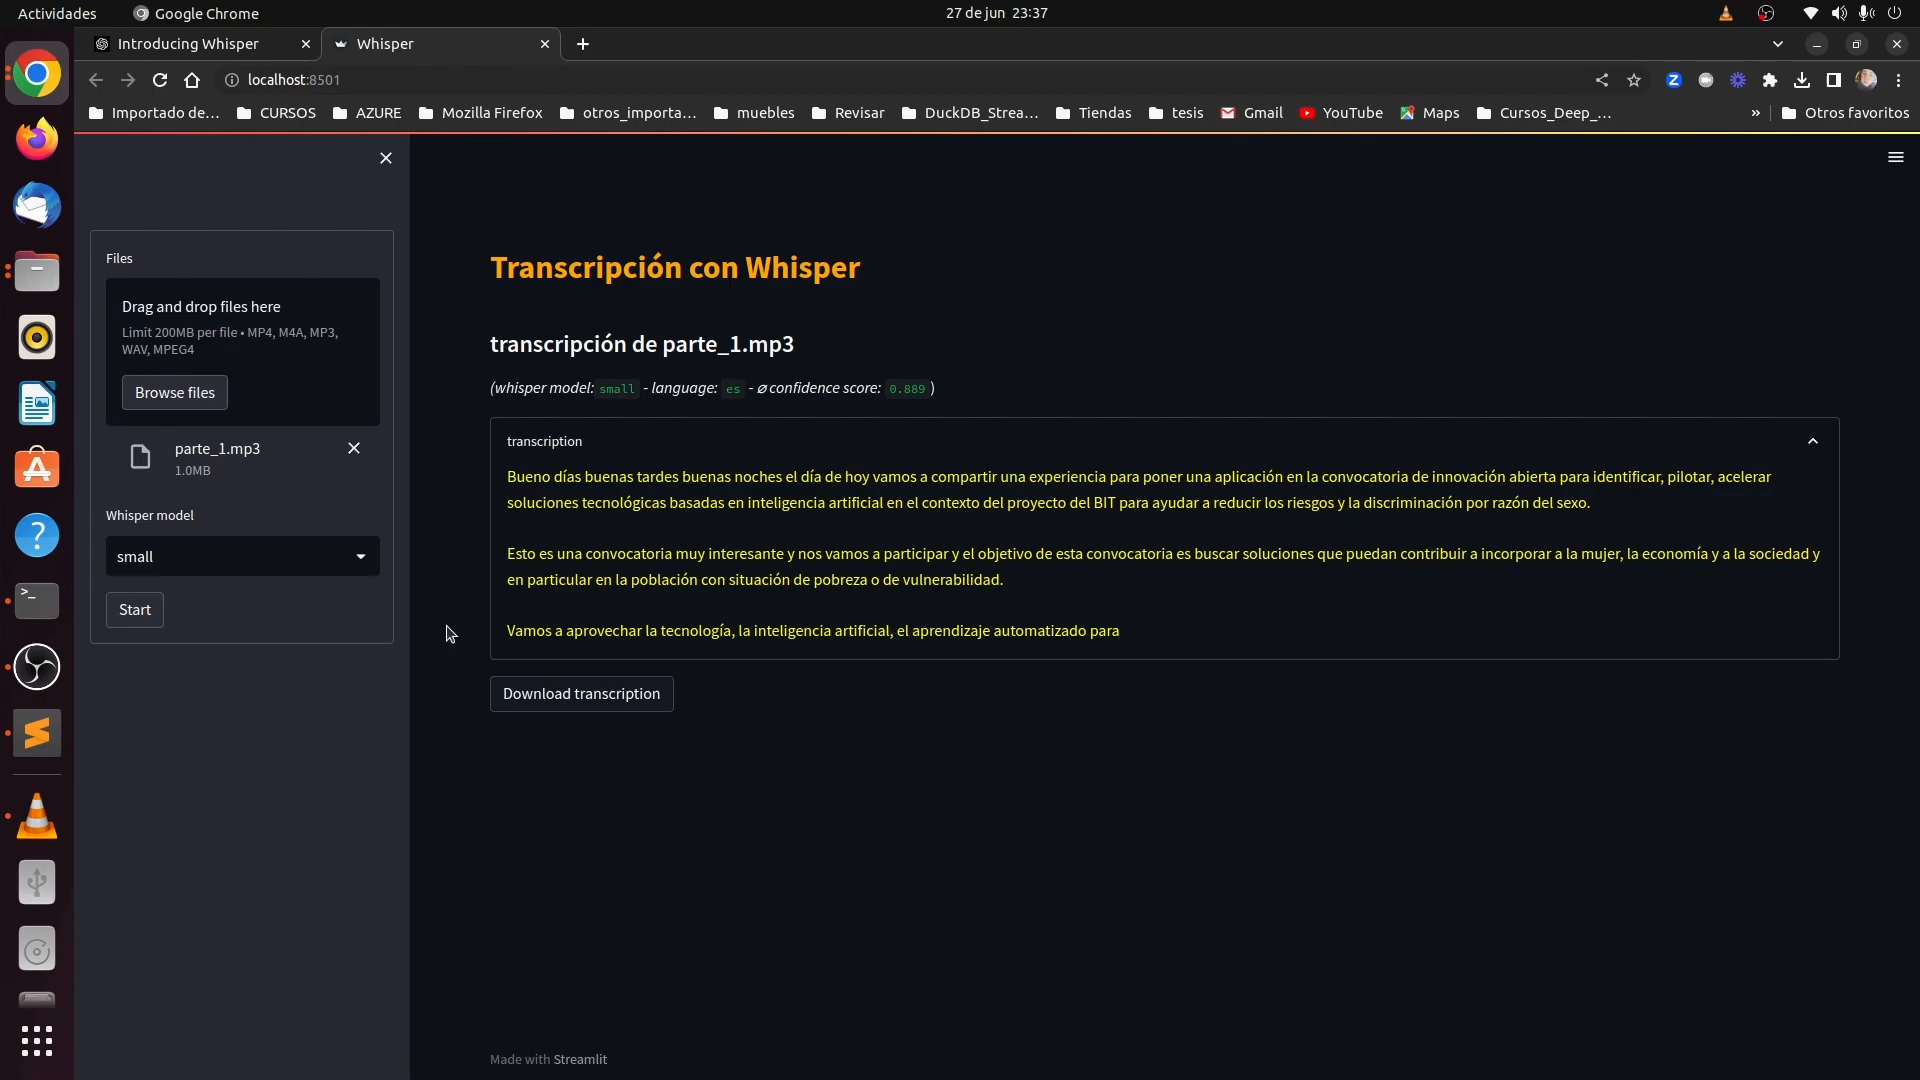 Actividades
Google Chrome
27 de jun 23:37
Introducing Whisper
Whisper
localhost:8501
Importado de...
CURSOS
AZURE
Mozilla Firefox
otros_importa...
muebles
Revisar
DuckDB_Strea...
Tiendas
tesis
Gmail
YouTube
Maps
Cursos_Deep_...
»
Otros favoritos
Files
Drag and drop files here
Limit 200MB per file • MP4, M4A, MP3,
WAV, MPEG4
Browse files
parte_1.mp3
1.0MB
Whisper model
small
Start
Transcripción con Whisper
transcripción de parte_1.mp3
(whisper model: small - language: es - ⌀ confidence score: 0.889 )
transcription
Bueno días buenas tardes buenas noches el día de hoy vamos a compartir una experiencia para poner una aplicación en la convocatoria de innovación abierta para identificar, pilotar, acelerar
soluciones tecnológicas basadas en inteligencia artificial en el contexto del proyecto del BIT para ayudar a reducir los riesgos y la discriminación por razón del sexo.
Esto es una convocatoria muy interesante y nos vamos a participar y el objetivo de esta convocatoria es buscar soluciones que puedan contribuir a incorporar a la mujer, la economía y a la sociedad y
en particular en la población con situación de pobreza o de vulnerabilidad.
Vamos a aprovechar la tecnología, la inteligencia artificial, el aprendizaje automatizado para
Download transcription
Made with Streamlit